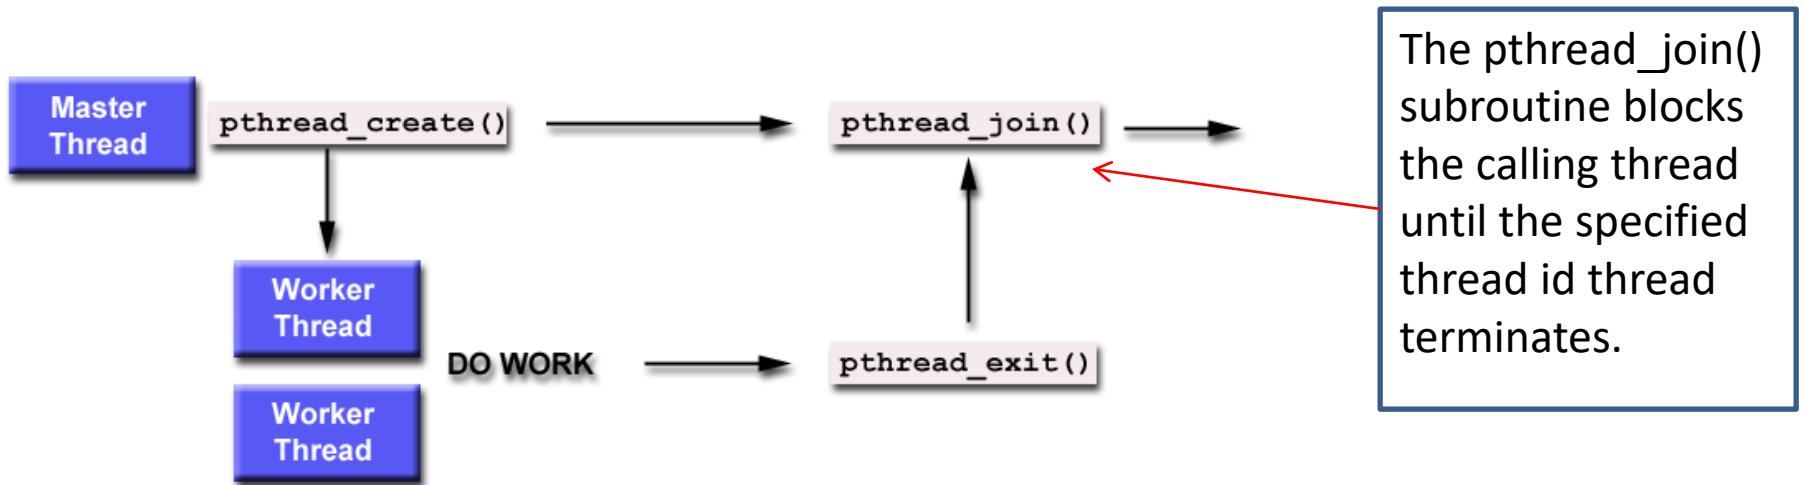 Master
Thread
pthread_create()
pthread_join()
The pthread_join()
subroutine blocks
the calling thread
until the specified
thread id thread
terminates.
Worker
Thread
DO WORK
pthread_exit()
Worker
Thread